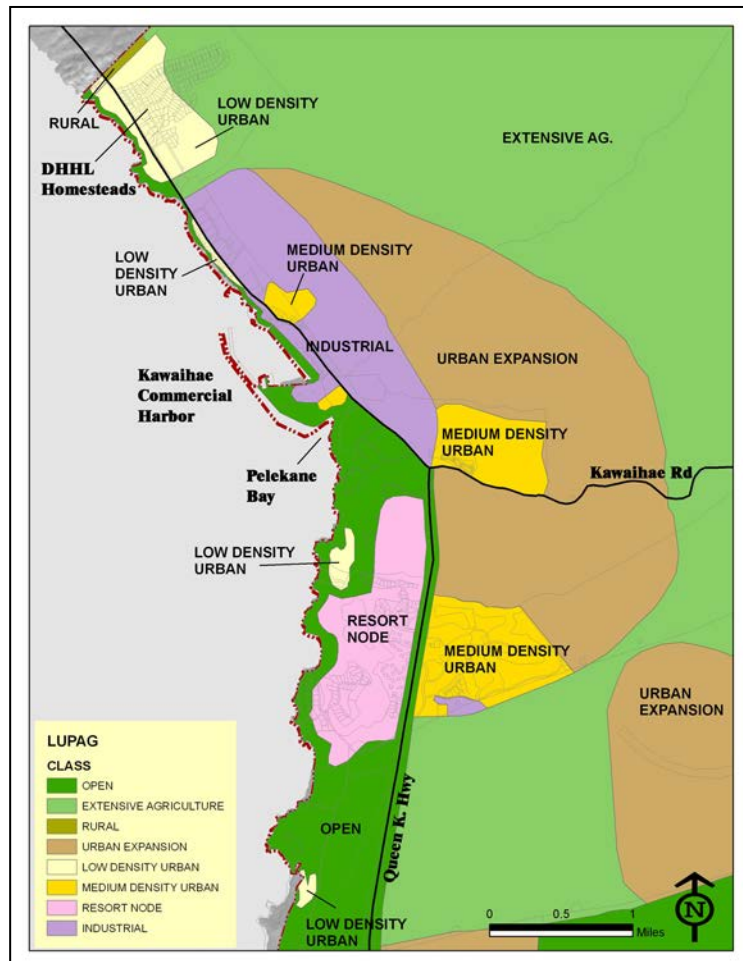 LOW DENSITY
URBAN
RURAL
EXTENSIVE AG.
DHHL
Homesteads
LOW
DENSITY
URBAN
MEDIUM DENSITY
URBAN
INDUSTRIAL
URBAN EXPANSION
Kawaihae
Commercial
Harbor
MEDIUM DENSITY
URBAN
Kawaihae Rd
Pelekane
Bay
LOW DENSITY
URBAN
RESORT
NODE
MEDIUM DENSITY
URBAN
URBAN
EXPANSION
Queen K. Hwy
OPEN
LOW DENSITY
URBAN
LUPAG
CLASS
OPEN
EXTENSIVE AGRICULTURE
RURAL
URBAN EXPANSION
LOW DENSITY URBAN
MEDIUM DENSITY URBAN
RESORT NODE
INDUSTRIAL
N
0 0.5 1
Miles